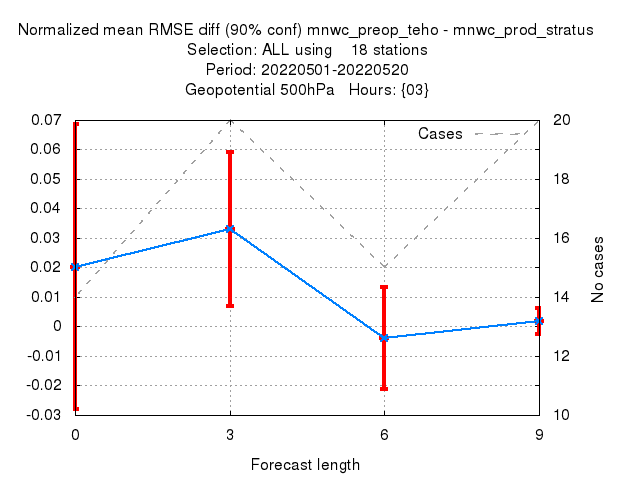 Normalized mean RMSE diff (90% conf) mnwc_preop_teho - mnwc_prod_stratus
Selection: ALL using    18 stations
Period: 20220501-20220520
Geopotential 500hPa   Hours: {03}
Cases
0.07
0.06
0.05
0.04
0.03
0.02
0.01
0
-0.01
-0.02
-0.03
20
18
16
14
12
10
No cases
0 3 6 9
Forecast length